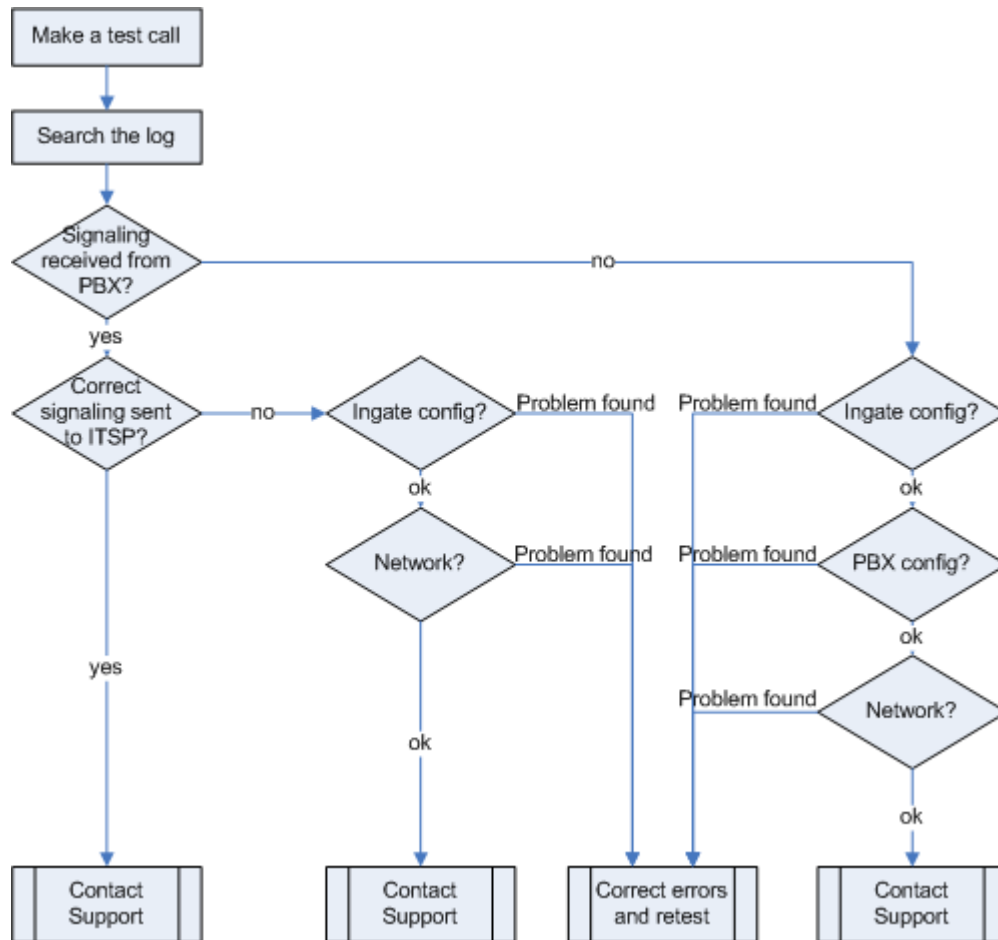 Make a test call
Search the log
Signaling
received from
PBX?
no
yes
Correct
signaling sent
to ITSP?
no
Ingate config?
Problem found
Problem found
Ingate config?
ok
ok
Network?
Problem found
Problem found
PBX config?
ok
yes
Problem found
Network?
ok
ok
Contact
Support
Contact
Support
Correct errors
and retest
Contact
Support